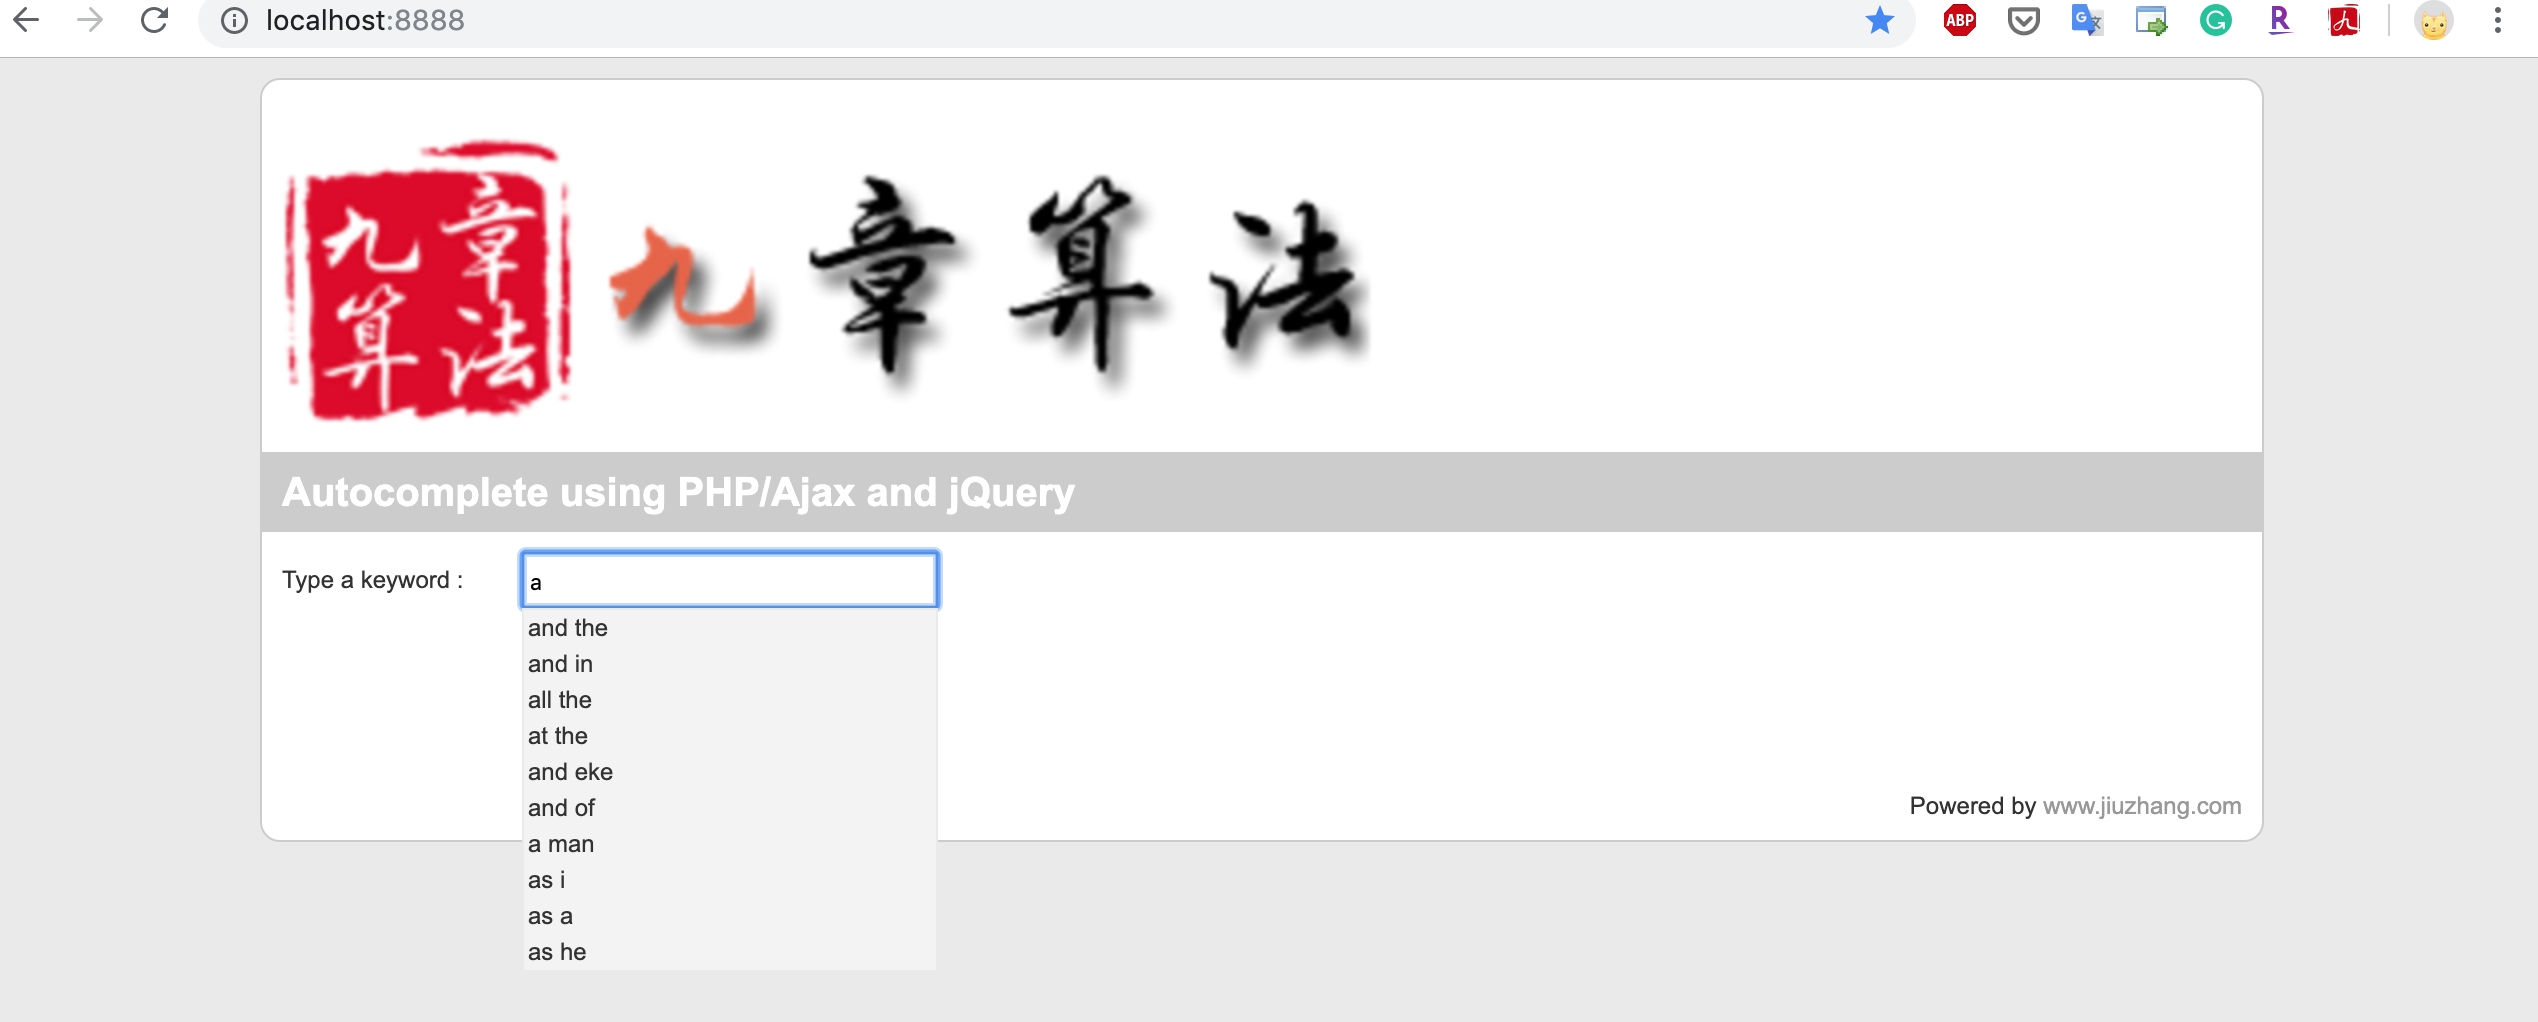 localhost:8888
ABP
G 文
G
R
九
九章
算法
九章算法
Autocomplete using PHP/Ajax and jQuery
Type a keyword :
a
and the
and in
all the
at the
and eke
and of
a man
as i
as a
as he
Powered by www.jiuzhang.com